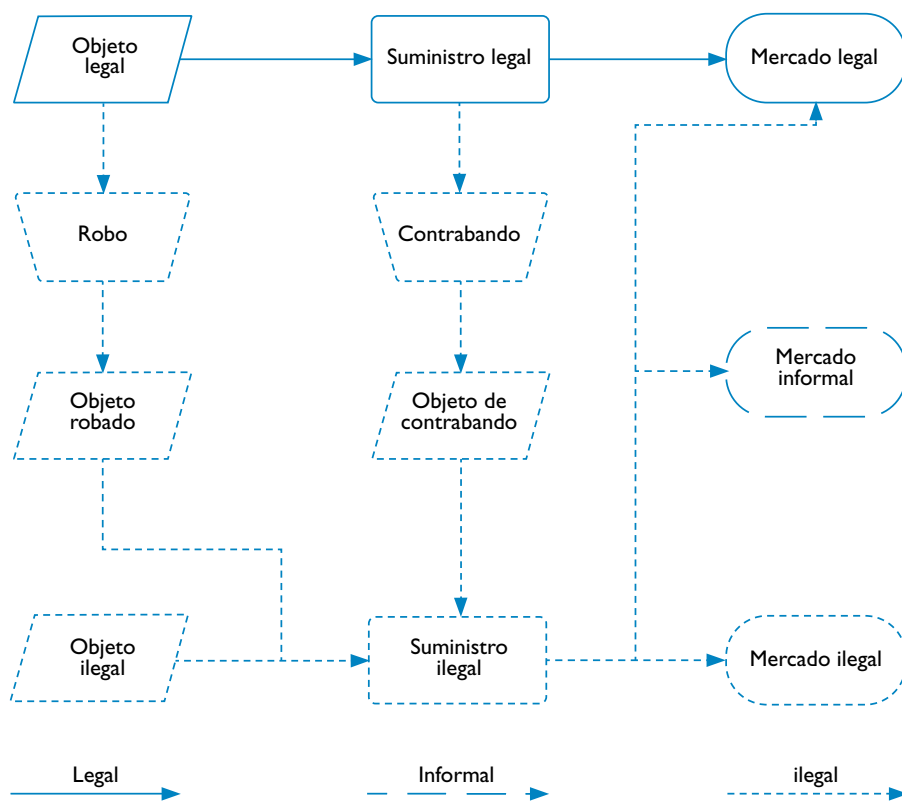 Objeto
legal
Suministro legal
Mercado legal
Robo
Contrabando
Mercado
informal
Objeto
robado
Objeto de
contrabando
Objeto
ilegal
Suministro
ilegal
Mercado ilegal
Legal
Informal
ilegal